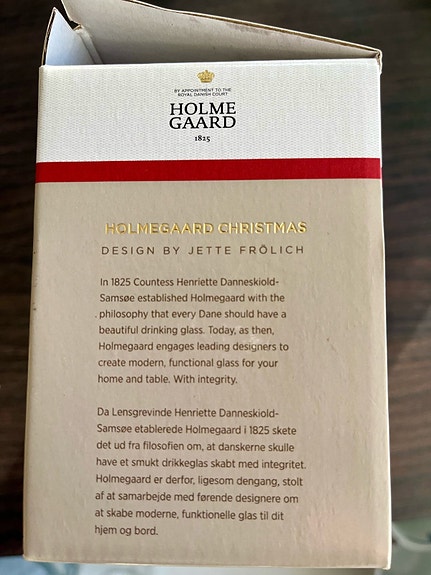 BY APPOINTMENT TO THE
ROYAL DANISH COURT
HOLME
GAARD
1825
HOLMEGAARD CHRISTMAS
DESIGN BY JETTE FRÖLICH
In 1825 Countess Henriette Danneskiold-
Samsøe established Holmegaard with the
philosophy that every Dane should have a
beautiful drinking glass. Today, as then,
Holmegaard engages leading designers to
create modern, functional glass for your
home and table. With integrity.
Da Lensgrevinde Henriette Danneskiold-
Samsøe etablerede Holmegaard i 1825 skete
det ud fra filosofien om, at danskerne skulle
have et smukt drikkeglas skabt med integritet.
Holmegaard er derfor, ligesom dengang, stolt
af at samarbejde med førende designere om
at skabe moderne, funktionelle glas til dit
hjem og bord.